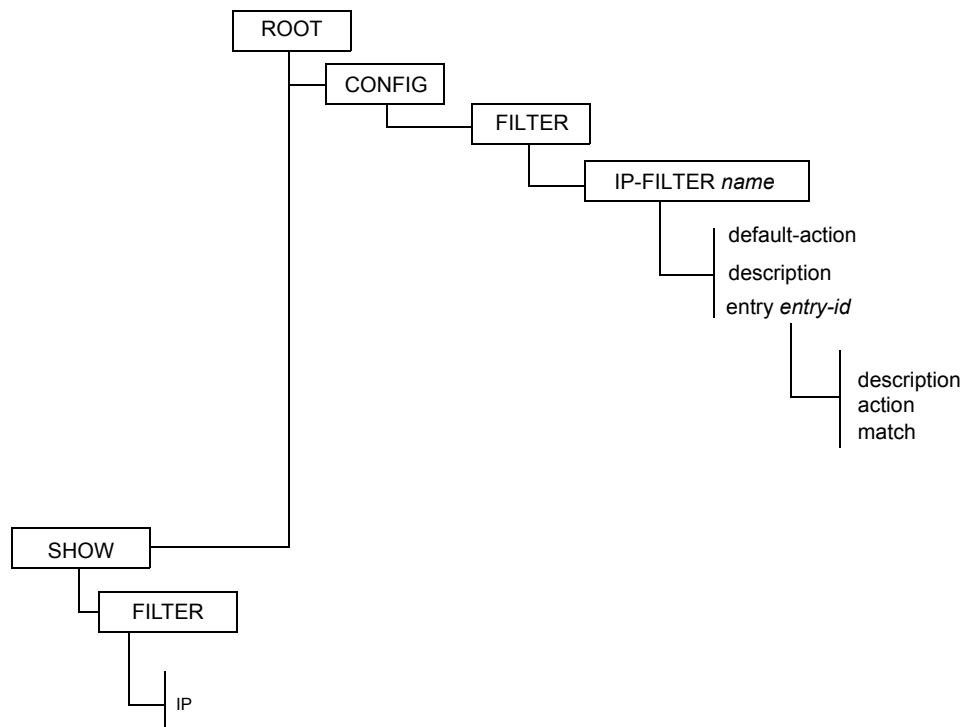 ROOT
CONFIG
FILTER
IP-FILTER name
default-action
description
entry entry-id
description
action
match
SHOW
FILTER
IP